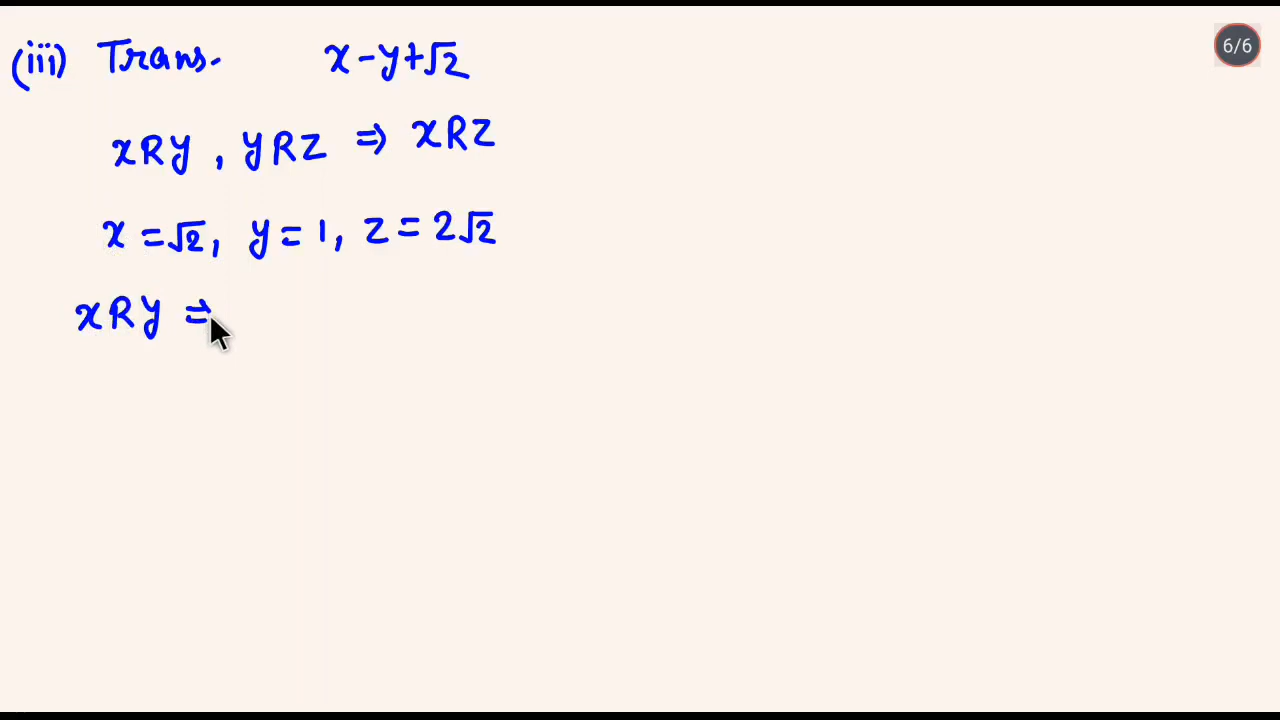 (iii) Trans. x-y+√2 6/6
xRy, yRz ⇒ xRz
x=√2, y=1, z=2√2
xRy ⇒